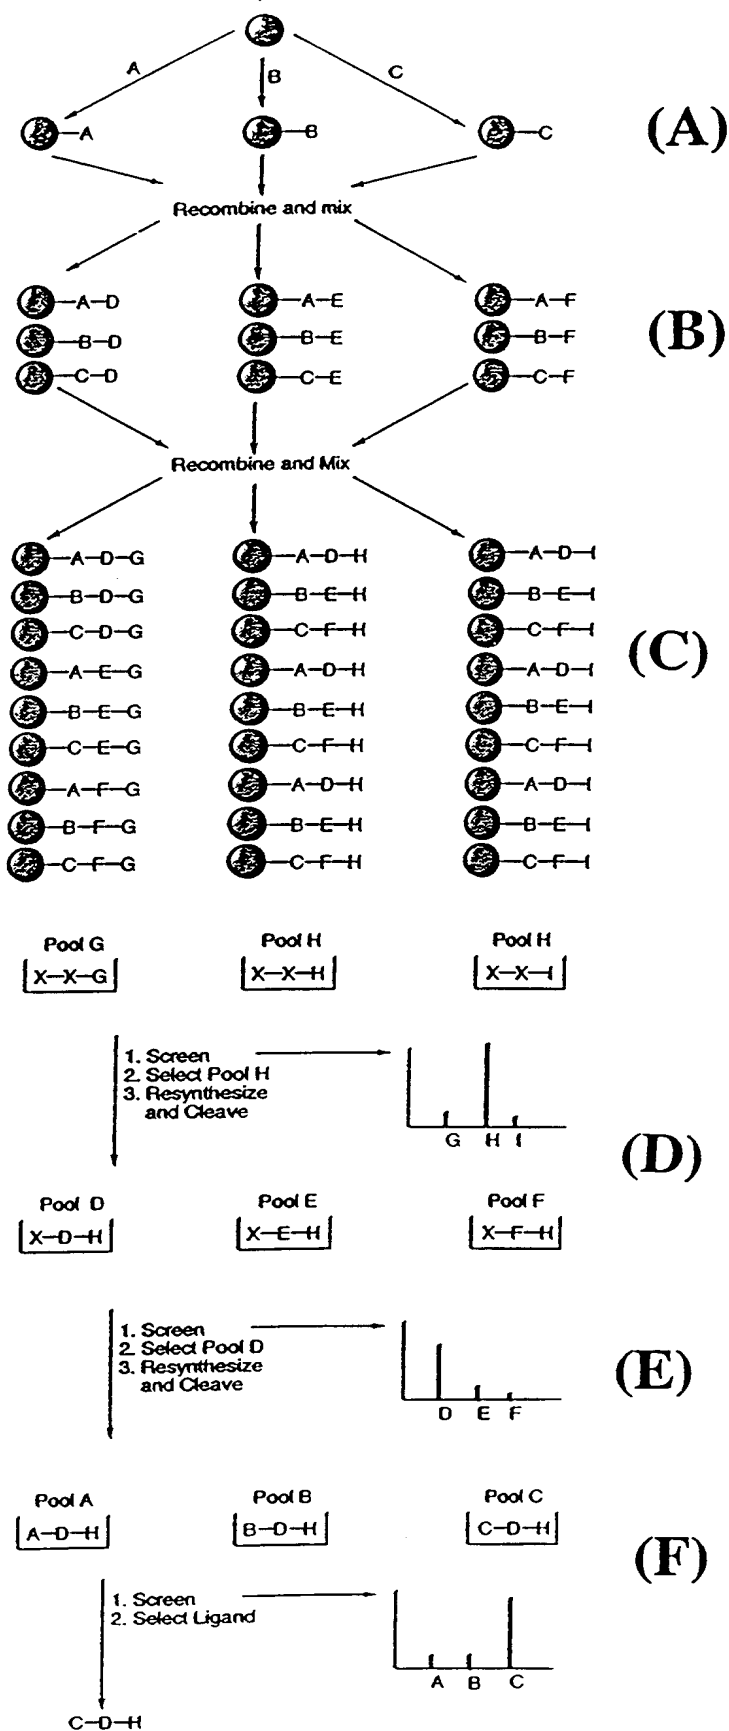 A
B
C
A
B
C
(A)
Recombine and mix
A-D
A-E
A-F
B-D
B-E
B-F
(B)
C-D
C-E
C-F
Recombine and Mix
A-D-G
A-D-H
A-D-I
B-D-G
B-E-H
B-E-I
C-D-G
C-F-H
C-F-I
(C)
A-E-G
A-D-H
A-D-I
B-E-G
B-E-H
B-E-I
C-E-G
C-F-H
C-F-I
A-F-G
A-D-H
A-D-I
B-F-G
B-E-H
B-E-I
C-F-G
C-F-H
C-F-I
Pool G
Pool H
Pool H
X-X-G
X-X-H
X-X-I
1. Screen
2. Select Pool H
3. Resynthesize
and Cleave
G H I
(D)
Pool D
Pool E
Pool F
X-D-H
X-E-H
X-F-H
1. Screen
2. Select Pool D
3. Resynthesize
and Cleave
D E F
(E)
Pool A
Pool B
Pool C
A-D-H
B-D-H
C-D-H
(F)
1. Screen
2. Select Ligand
A B C
C-D-H